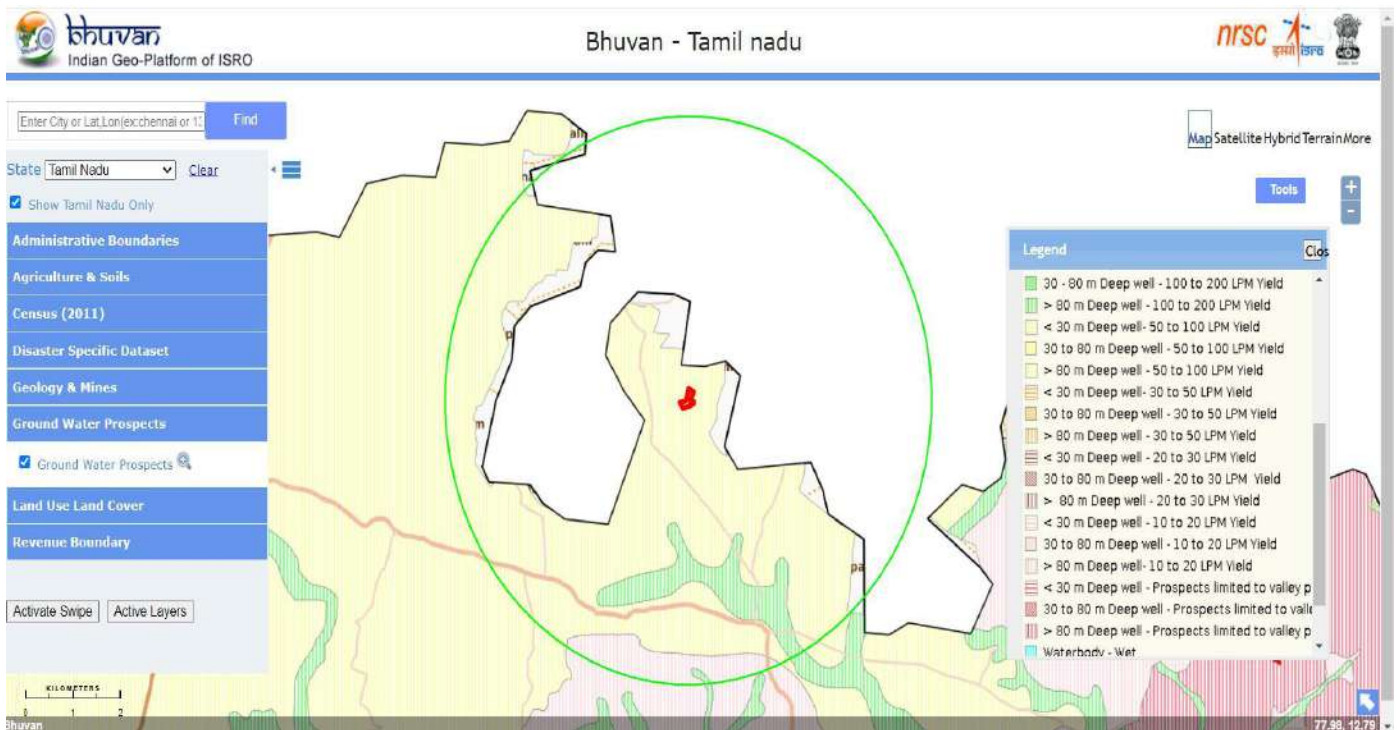 bhuvan
Indian Geo-Platform of ISRO
Bhuvan - Tamil nadu
nrsc
इसरो isro
Enter City or Lat,Lon(ex:chennai or 1
Find
Map Satellite Hybrid Terrain More
State Tamil Nadu Clear
Show Tamil Nadu Only
Tools
+
-
Administrative Boundaries
Agriculture & Soils
Census (2011)
Disaster Specific Dataset
Geology & Mines
Ground Water Prospects
Ground Water Prospects
Land Use Land Cover
Revenue Boundary
Activate Swipe Active Layers
ah
na
p
m
pa
Legend Clos
30 - 80 m Deep well - 100 to 200 LPM Yield
> 80 m Deep well - 100 to 200 LPM Yield
< 30 m Deep well- 50 to 100 LPM Yield
30 to 80 m Deep well - 50 to 100 LPM Yield
> 80 m Deep well - 50 to 100 LPM Yield
< 30 m Deep well- 30 to 50 LPM Yield
30 to 80 m Deep well - 30 to 50 LPM Yield
> 80 m Deep well - 30 to 50 LPM Yield
< 30 m Deep well - 20 to 30 LPM Yield
30 to 80 m Deep well - 20 to 30 LPM Yield
> 80 m Deep well - 20 to 30 LPM Yield
< 30 m Deep well - 10 to 20 LPM Yield
30 to 80 m Deep well - 10 to 20 LPM Yield
> 80 m Deep well- 10 to 20 LPM Yield
< 30 m Deep well - Prospects limited to valley p
30 to 80 m Deep well - Prospects limited to valle
> 80 m Deep well - Prospects limited to valley p
Waterbody - Wet
KILOMETERS
0 1 2
Bhuvan
77.98, 12.79